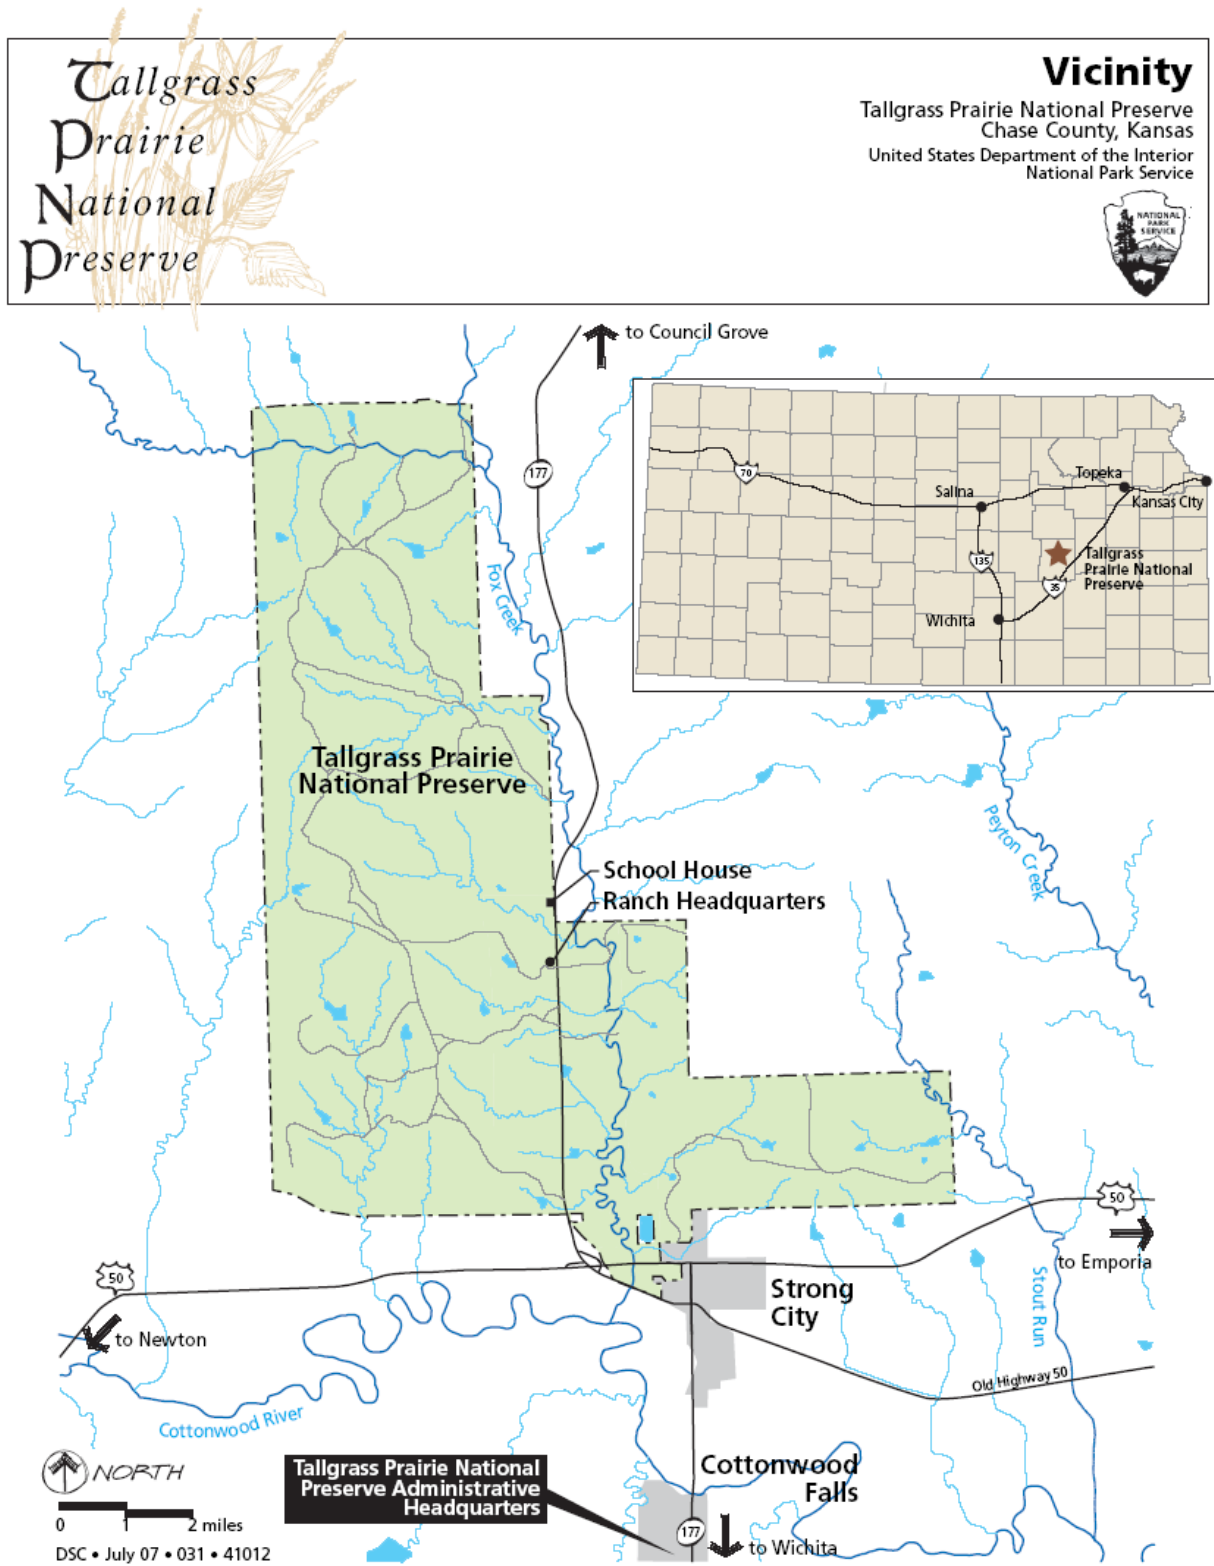 Tallgrass
Prairie
National
Preserve
Vicinity
Tallgrass Prairie National Preserve
Chase County, Kansas
United States Department of the Interior
National Park Service
NATIONAL
PARK
SERVICE
to Council Grove
177
70
Salina
Topeka
Kansas City
135
Tallgrass
Prairie National
Preserve
35
Wichita
Fox Creek
Tallgrass Prairie
National Preserve
Peyton Creek
School House
Ranch Headquarters
50
to Emporia
50
to Newton
Strong
City
Stout Run
Old Highway 50
Cottonwood River
NORTH
0 1 2 miles
DSC • July 07 • 031 • 41012
Tallgrass Prairie National
Preserve Administrative
Headquarters
Cottonwood
Falls
177
to Wichita